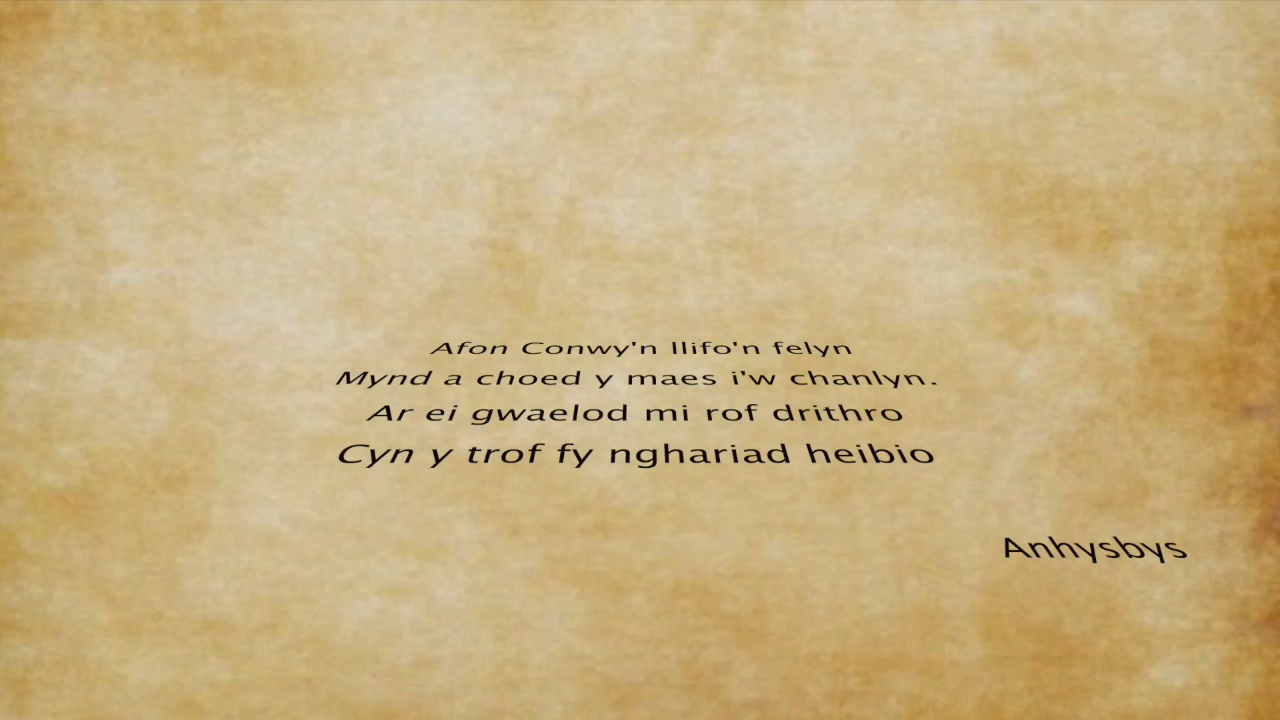 Afon Conwy'n llifo'n felyn
Mynd a choed y maes i'w chanlyn.
Ar ei gwaelod mi rof drithro
Cyn y trof fy nghariad heibio
Anhysbys